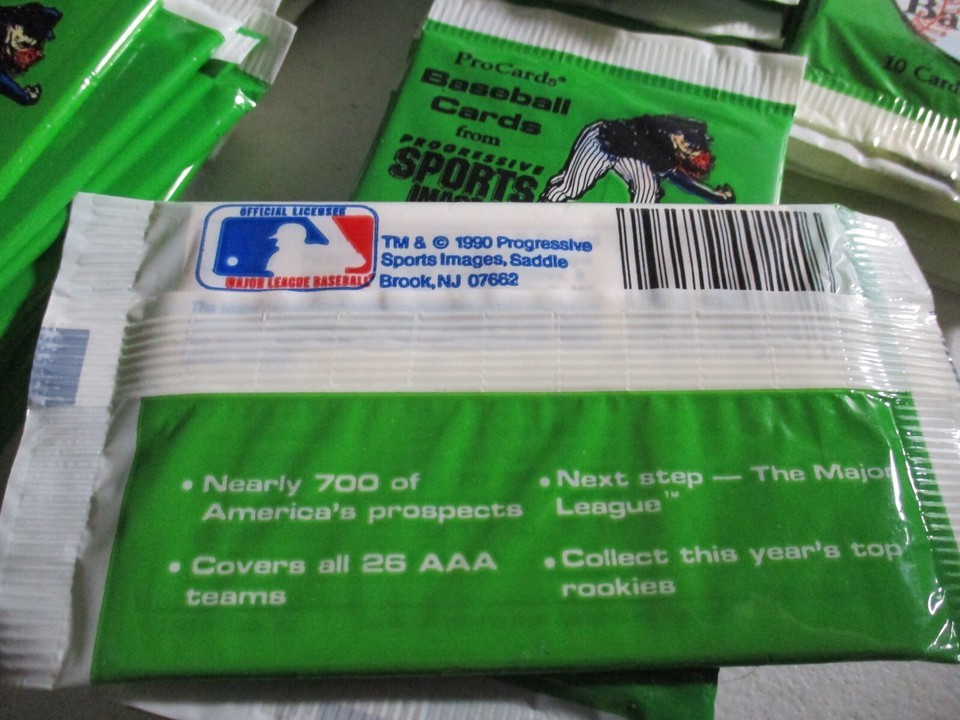 ProCards®
Baseball
Cards
from
PROGRESSIVE
SPORTS
10 Card
OFFICIAL LICENSEE
MAJOR LEAGUE BASEBALL
TM & © 1990 Progressive
Sports Images, Saddle
Brook, NJ 07662
• Nearly 700 of
America's prospects
• Covers all 26 AAA
teams
• Next step — The Major
League™
• Collect this year's top
rookies